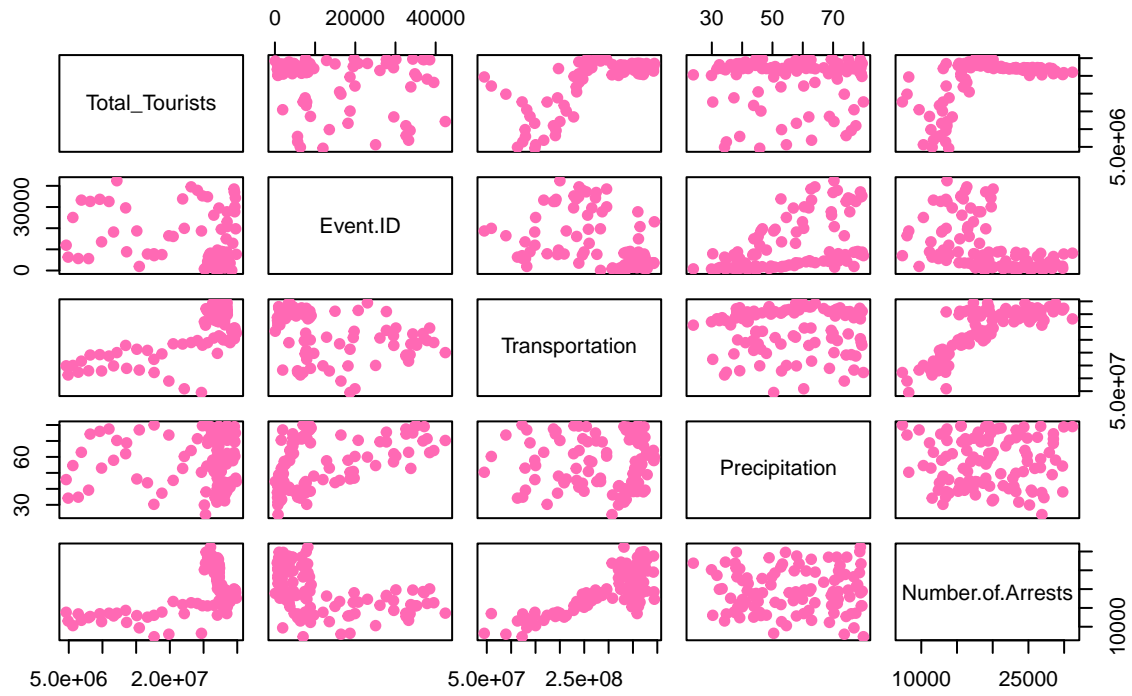 0 20000 40000 30 50 70
Total_Tourists
5.0e+06
0 30000
Event.ID
Transportation
5.0e+07
30 60
Precipitation
Number.of.Arrests
10000
5.0e+06 2.0e+07 5.0e+07 2.5e+08 10000 25000